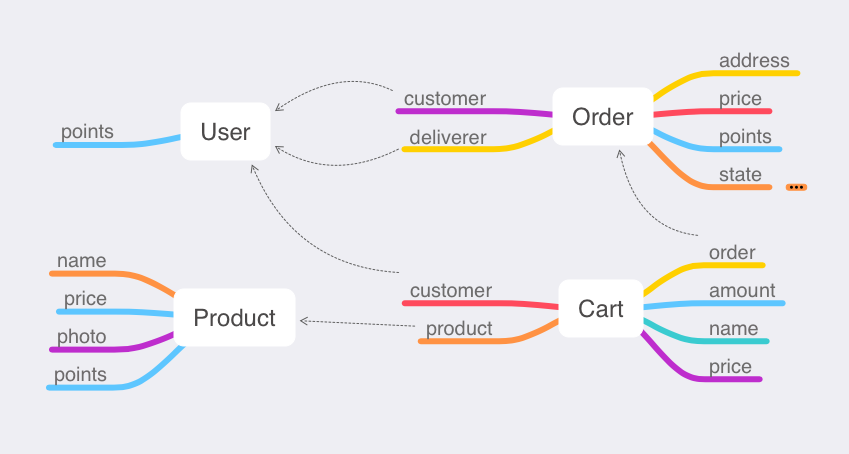 points
User
customer
deliverer
Order
address
price
points
state
name
price
photo
points
Product
customer
product
Cart
order
amount
name
price